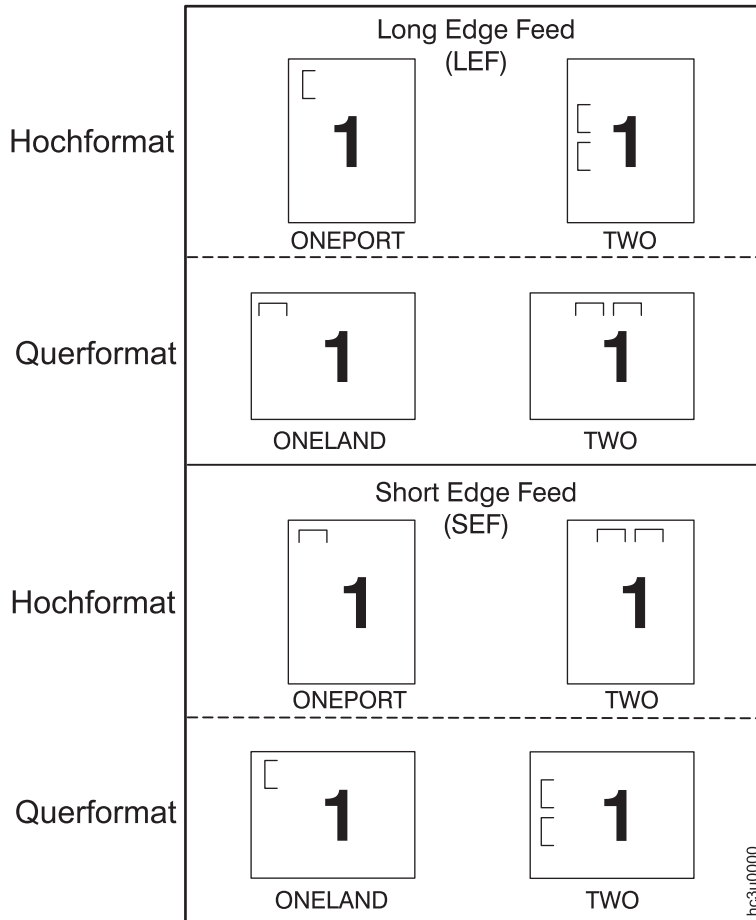 Long Edge Feed
(LEF)
Hochformat
1
1
ONEPORT
TWO
Querformat
1
1
ONELAND
TWO
Short Edge Feed
(SEF)
Hochformat
1
1
ONEPORT
TWO
Querformat
1
1
ONELAND
TWO
hc3u0000